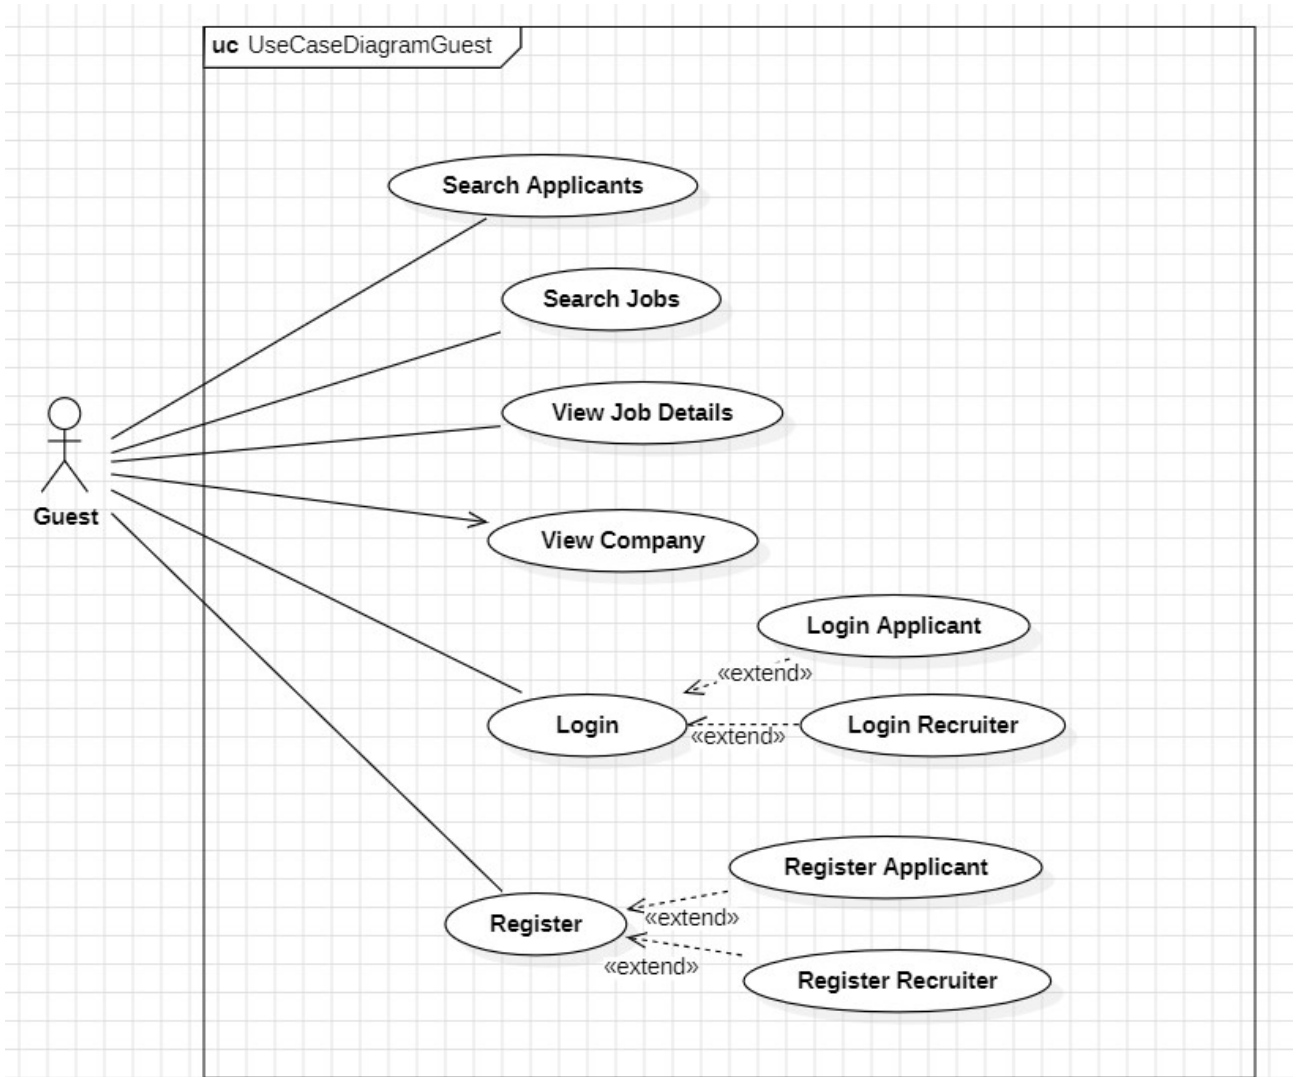 uc UseCaseDiagramGuest
Search Applicants
Search Jobs
View Job Details
Guest
View Company
Login Applicant
«extend»
Login
Login Recruiter
«extend»
Register Applicant
«extend»
Register
«extend»
Register Recruiter